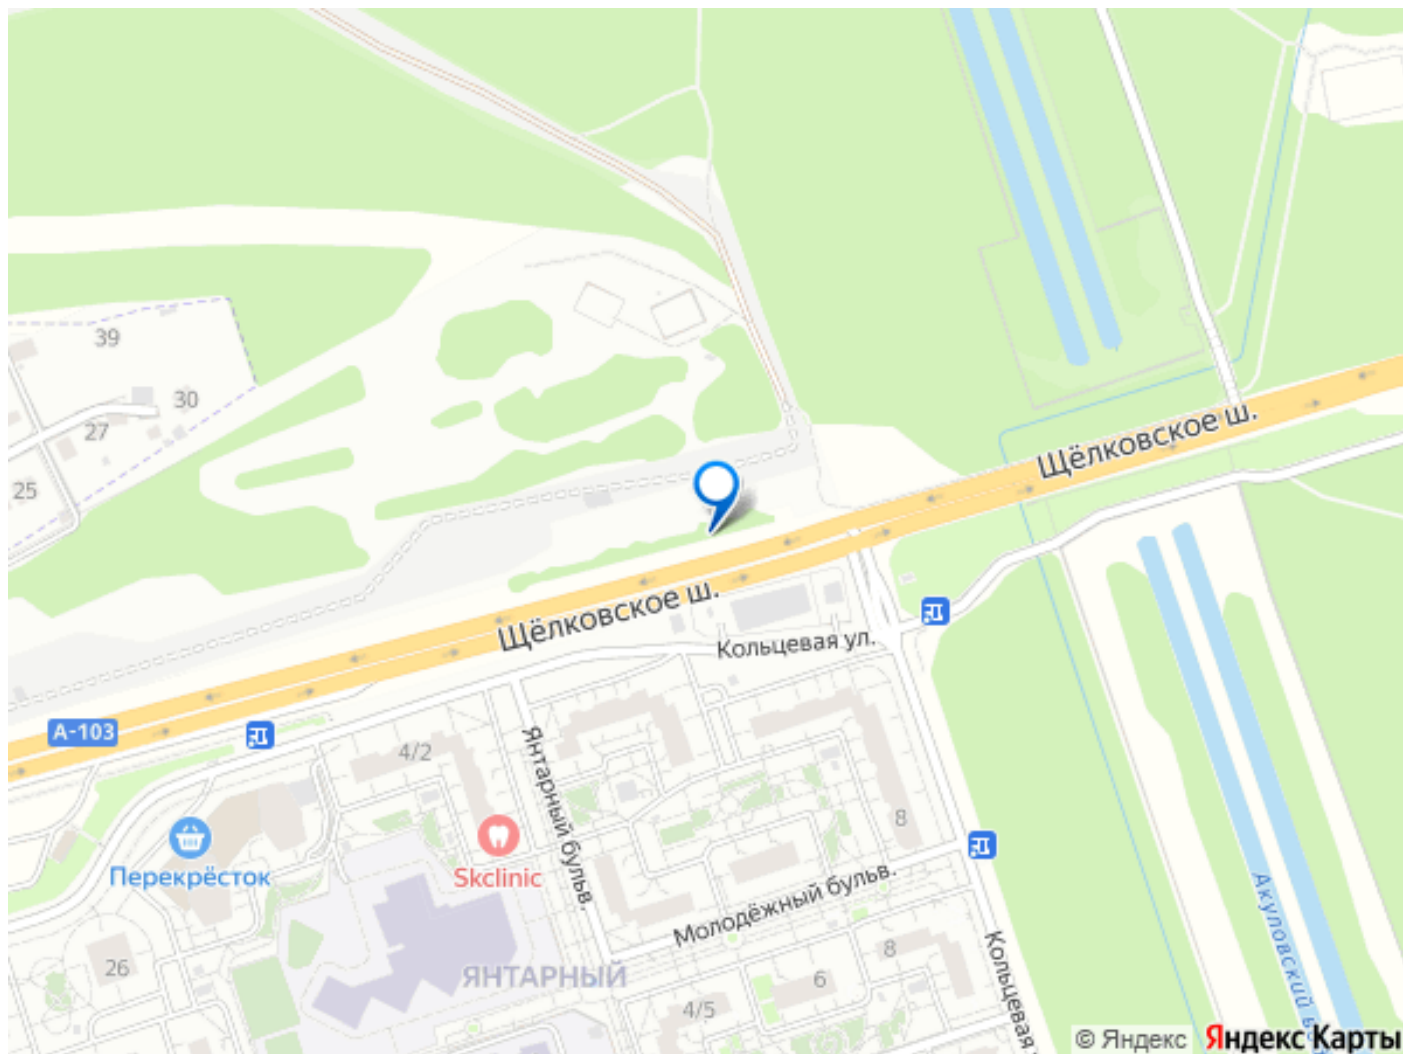 39
30
27
25
Щёлковское ш.
Щёлковское ш.
Кольцевая ул.
А-103
4/2
Янтарный бульв.
8
Перекрёсток
Skclinic
Молодёжный бульв.
Акуловский
26
ЯНТАРНЫЙ
8
6
4/5
Кольцевая
© Яндекс Яндекс Карты